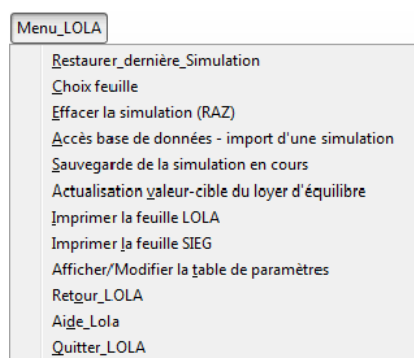 Menu_LOLA
Restaurer_dernière_Simulation
Choix feuille
Effacer la simulation (RAZ)
Accès base de données - import d'une simulation
Sauvegarde de la simulation en cours
Actualisation valeur-cible du loyer d'équilibre
Imprimer la feuille LOLA
Imprimer la feuille SIEG
Afficher/Modifier la table de paramètres
Retour_LOLA
Aide_Lola
Quitter_LOLA